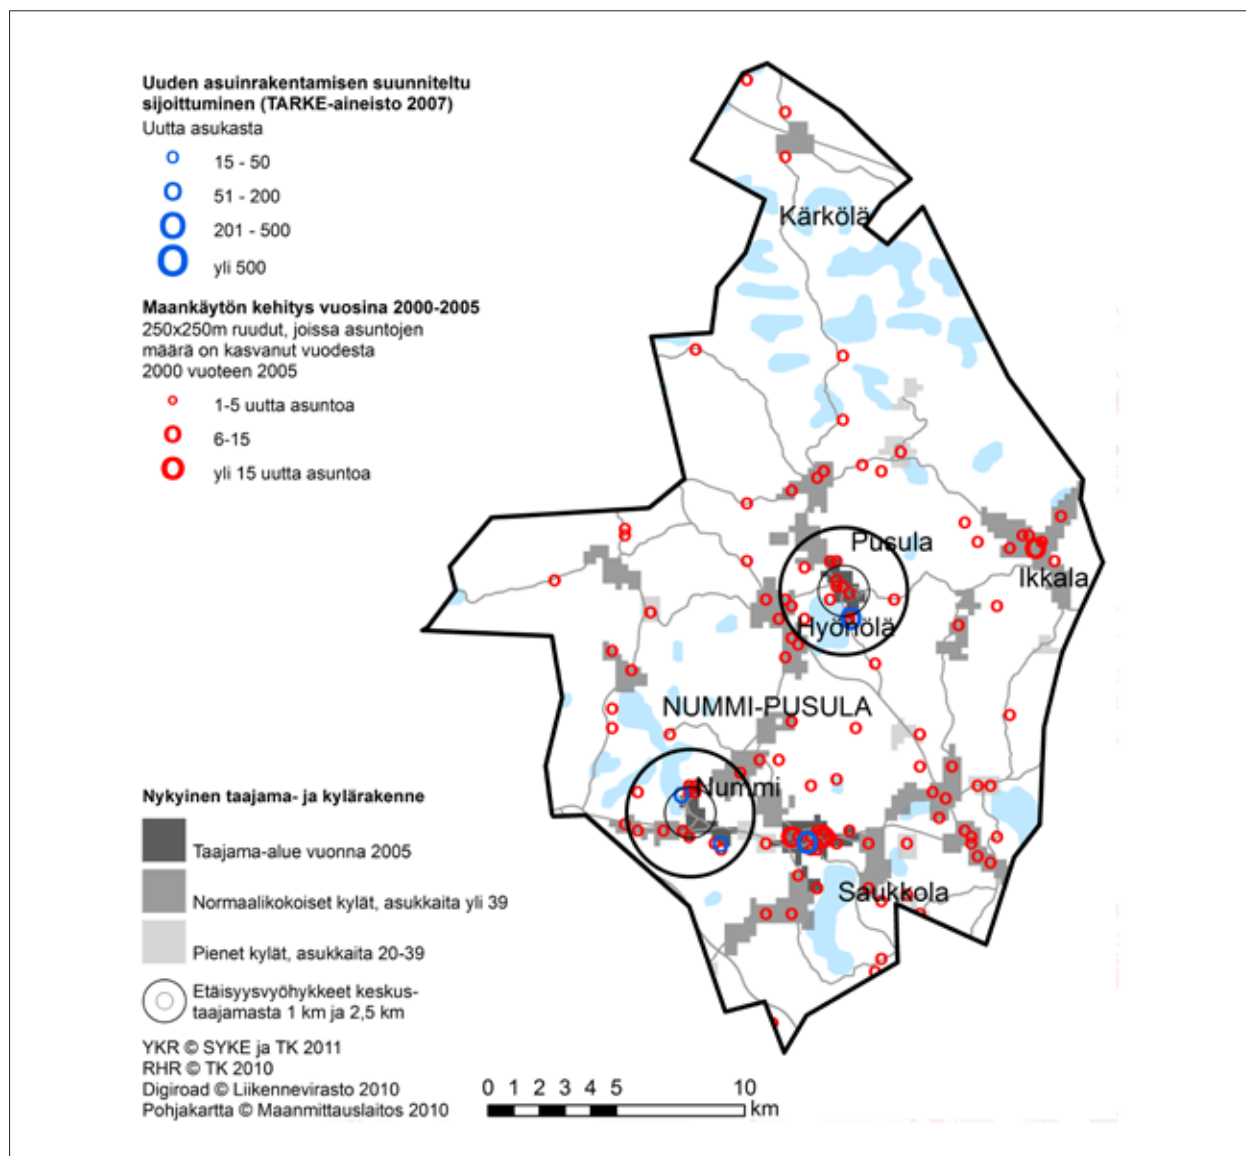 Uuden asuinrakentamisen suunniteltu
sijoittuminen (TARKE-aineisto 2007)
Uutta asukasta
15 - 50
51 - 200
201 - 500
yli 500
Maankäytön kehitys vuosina 2000-2005
250x250m ruudut, joissa asuntojen
määrä on kasvanut vuodesta
2000 vuoteen 2005
1-5 uutta asuntoa
6-15
yli 15 uutta asuntoa
Kärkölä
Pusula
Ikkala
Hyönölä
NUMMI-PUSULA
Nummi
Saukkola
Nykyinen taajama- ja kylärakenne
Taajama-alue vuonna 2005
Normaalikokoiset kylät, asukkaita yli 39
Pienet kylät, asukkaita 20-39
Etäisyysvyöhykkeet keskus-
taajamasta 1 km ja 2,5 km
YKR © SYKE ja TK 2011
RHR © TK 2010
Digiroad © Liikennevirasto 2010
Pohjakartta © Maanmittauslaitos 2010
0 1 2 3 4 5 10
km